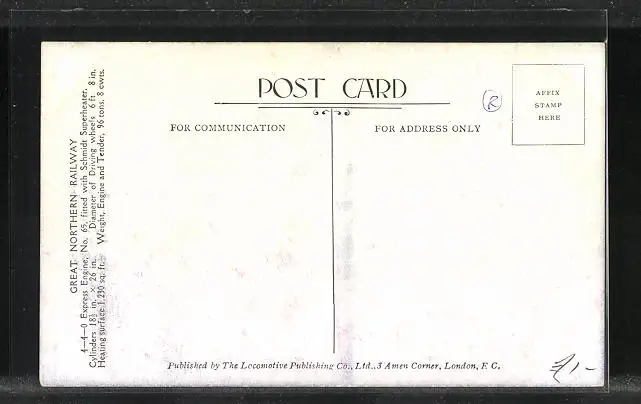 POST CARD
FOR COMMUNICATION
FOR ADDRESS ONLY
AFFIX
STAMP
HERE
R
GREAT NORTHERN RAILWAY
4—4—0 Express Engine, No. 65, fitted with Schmidt Superheater.
Cylinders 18½ in. × 26 in. Diameter of Driving wheels 6 ft 8 in.
Heating surface 1,230 sq. ft. Weight, Engine and Tender, 96 tons. 8 cwts.
Published by The Locomotive Publishing Co., Ltd., 3 Amen Corner, London, E C.